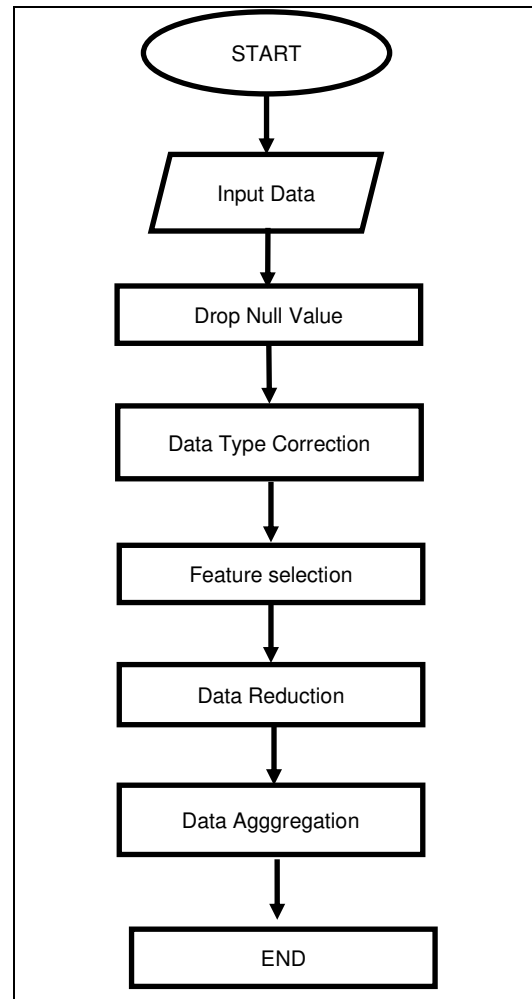 START
Input Data
Drop Null Value
Data Type Correction
Feature selection
Data Reduction
Data Agggregation
END